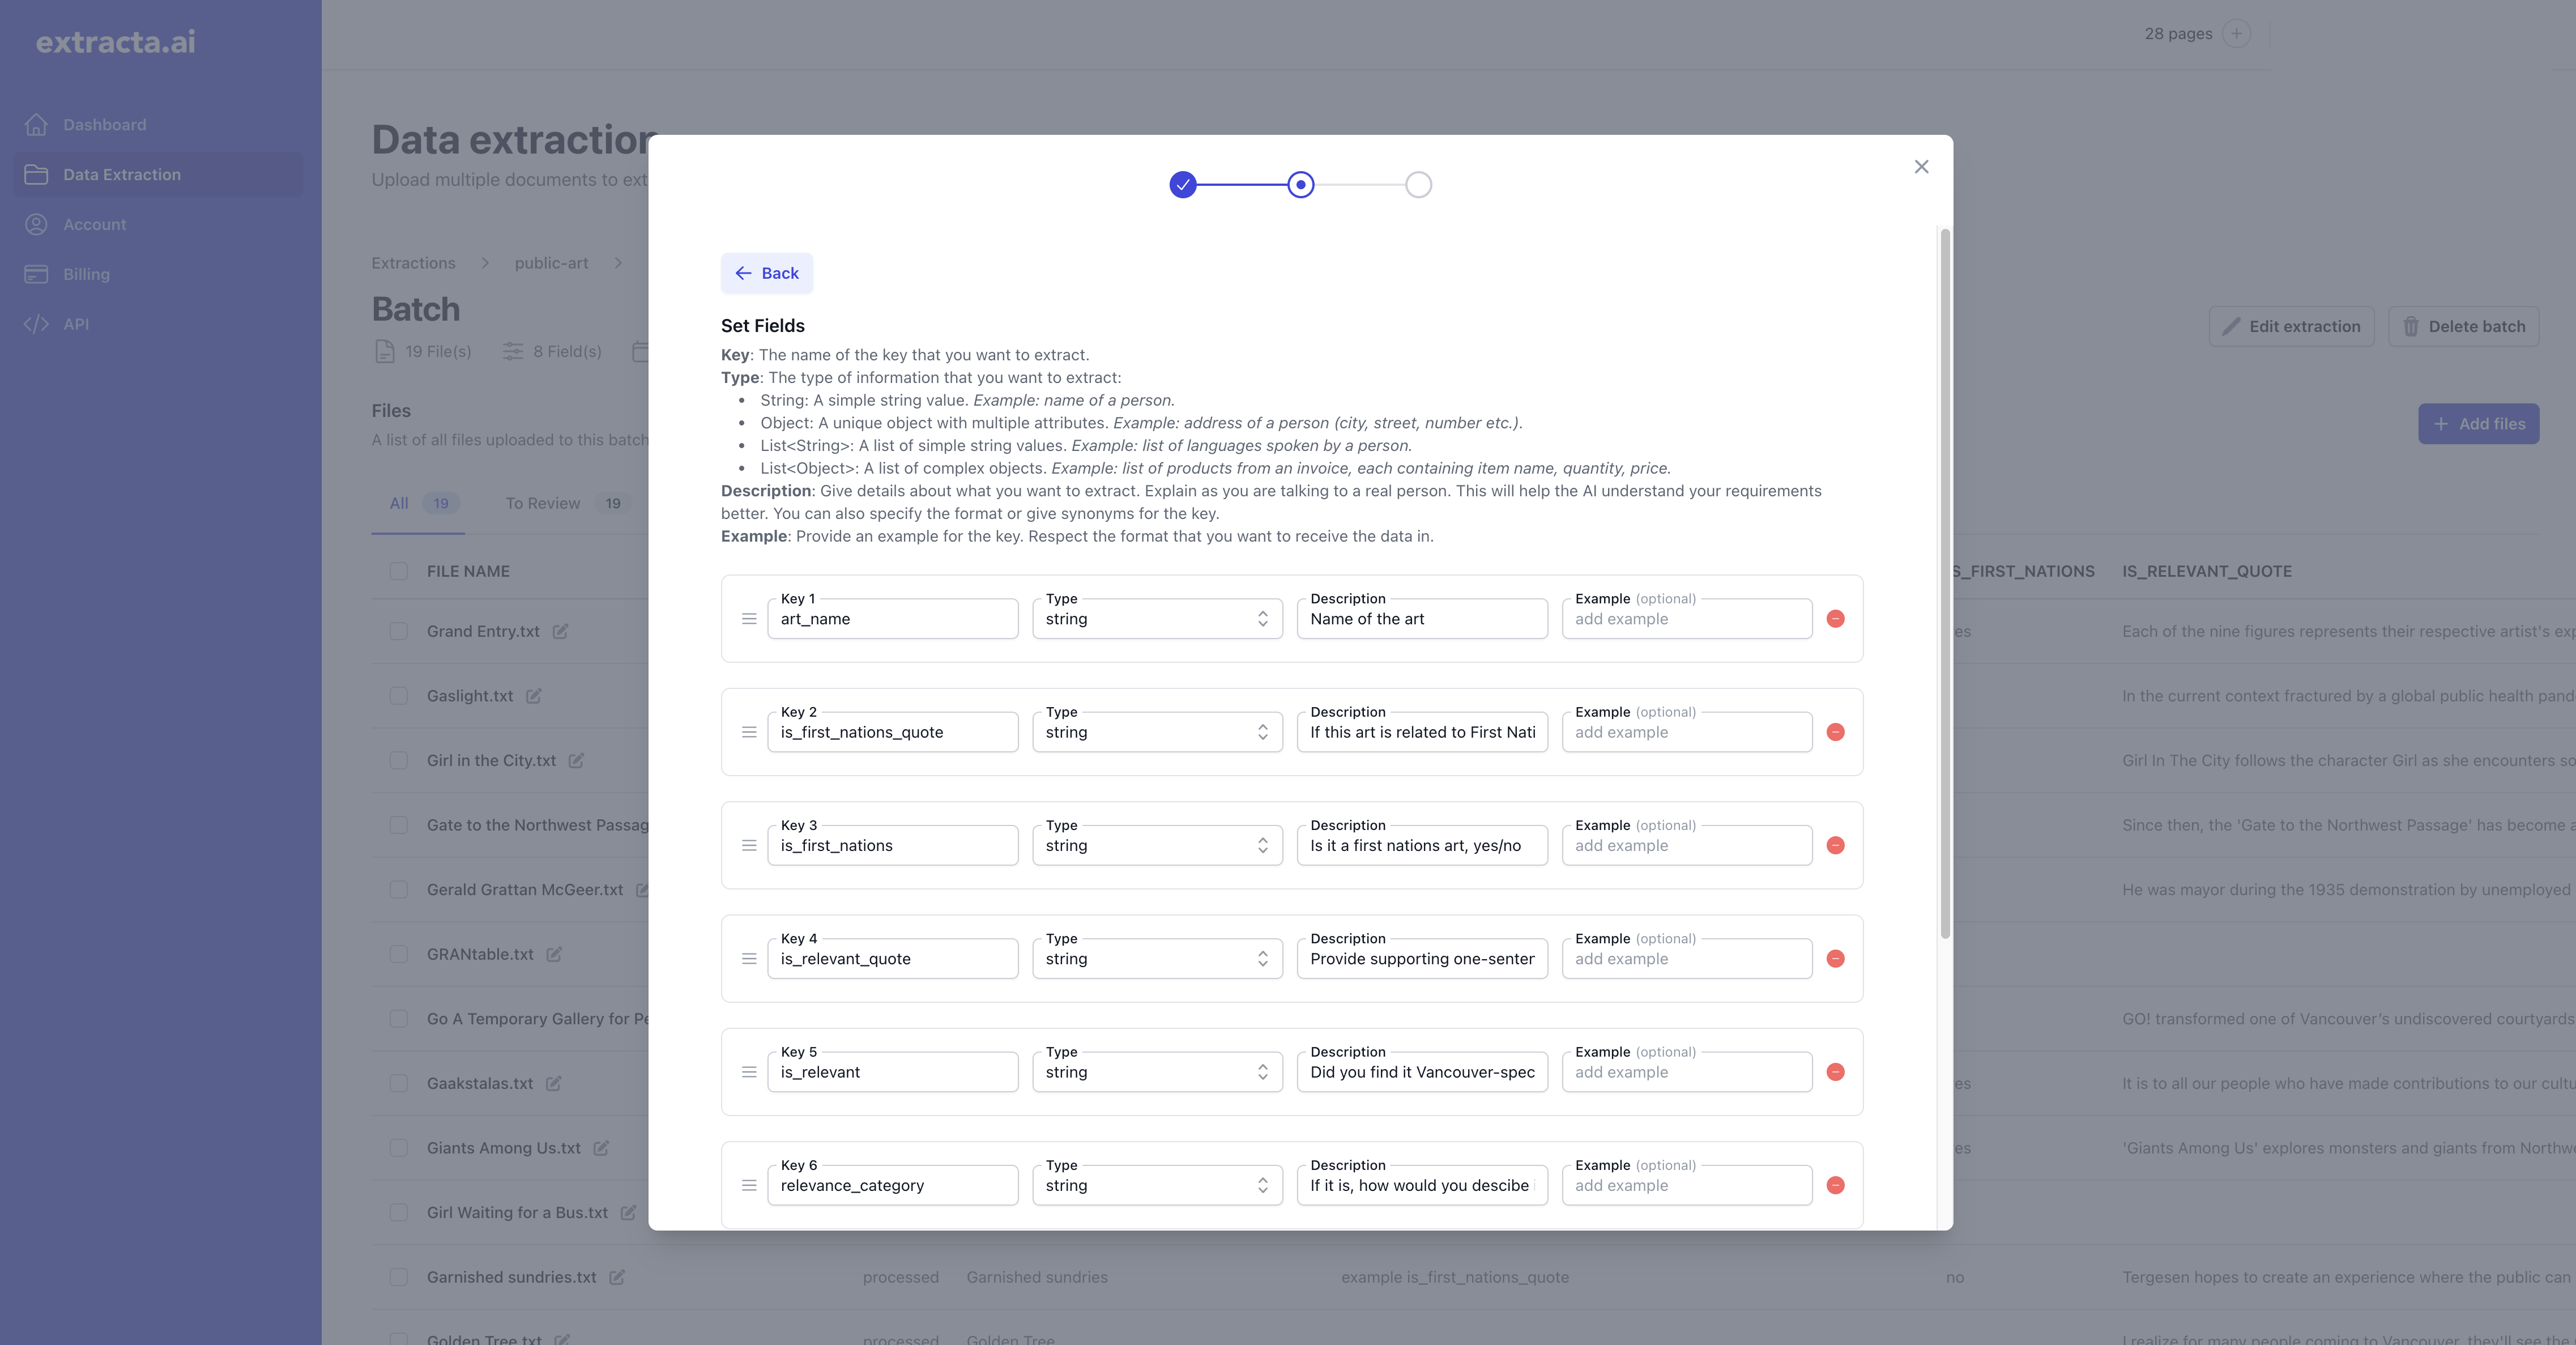 extracta.ai
28 pages
Dashboard
Data Extraction
Account
Billing
API
Data extraction
Upload multiple documents to ext
Extractions > public-art >
Batch
19 File(s) 8 Field(s)
Edit extraction Delete batch
Files
A list of all files uploaded to this batch
+ Add files
All 19 To Review 19
FILE NAME S_FIRST_NATIONS IS_RELEVANT_QUOTE
Grand Entry.txt es Each of the nine figures represents their respective artist's exp
Gaslight.txt In the current context fractured by a global public health pand
Girl in the City.txt Girl In The City follows the character Girl as she encounters so
Gate to the Northwest Passag Since then, the 'Gate to the Northwest Passage' has become a
Gerald Grattan McGeer.txt He was mayor during the 1935 demonstration by unemployed
GRANtable.txt
Go A Temporary Gallery for Pe GO! transformed one of Vancouver's undiscovered courtyards
Gaakstalas.txt es It is to all our people who have made contributions to our cultu
Giants Among Us.txt es 'Giants Among Us' explores monsters and giants from Northwe
Girl Waiting for a Bus.txt
Garnished sundries.txt processed Garnished sundries example is_first_nations_quote no Tergesen hopes to create an experience where the public can
Golden Tree.txt processed Golden Tree I realize for many people coming to Vancouver, they'll see the
Back
Set Fields
Key: The name of the key that you want to extract.
Type: The type of information that you want to extract:
• String: A simple string value. Example: name of a person.
• Object: A unique object with multiple attributes. Example: address of a person (city, street, number etc.).
• List<String>: A list of simple string values. Example: list of languages spoken by a person.
• List<Object>: A list of complex objects. Example: list of products from an invoice, each containing item name, quantity, price.
Description: Give details about what you want to extract. Explain as you are talking to a real person. This will help the AI understand your requirements
better. You can also specify the format or give synonyms for the key.
Example: Provide an example for the key. Respect the format that you want to receive the data in.
Key 1 Type Description Example (optional)
art_name string Name of the art add example
Key 2 Type Description Example (optional)
is_first_nations_quote string If this art is related to First Nati add example
Key 3 Type Description Example (optional)
is_first_nations string Is it a first nations art, yes/no add example
Key 4 Type Description Example (optional)
is_relevant_quote string Provide supporting one-senter add example
Key 5 Type Description Example (optional)
is_relevant string Did you find it Vancouver-spec add example
Key 6 Type Description Example (optional)
relevance_category string If it is, how would you descibe add example